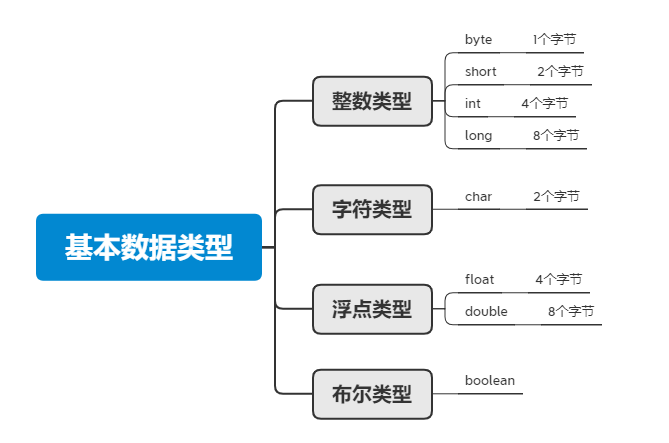 基本数据类型
整数类型
byte 1个字节
short 2个字节
int 4个字节
long 8个字节
字符类型
char 2个字节
浮点类型
float 4个字节
double 8个字节
布尔类型
boolean